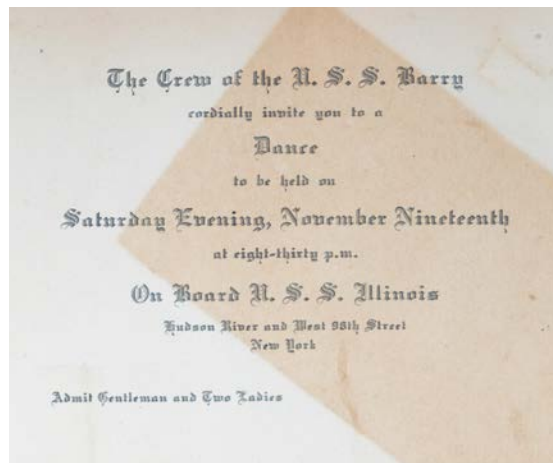 The Crew of the U. S. S. Barry
cordially invite you to a
Dance
to be held on
Saturday Evening, November Nineteenth
at eight-thirty p.m.
On Board U. S. S. Illinois
Hudson River and West 98th Street
New York
Admit Gentleman and Two Ladies